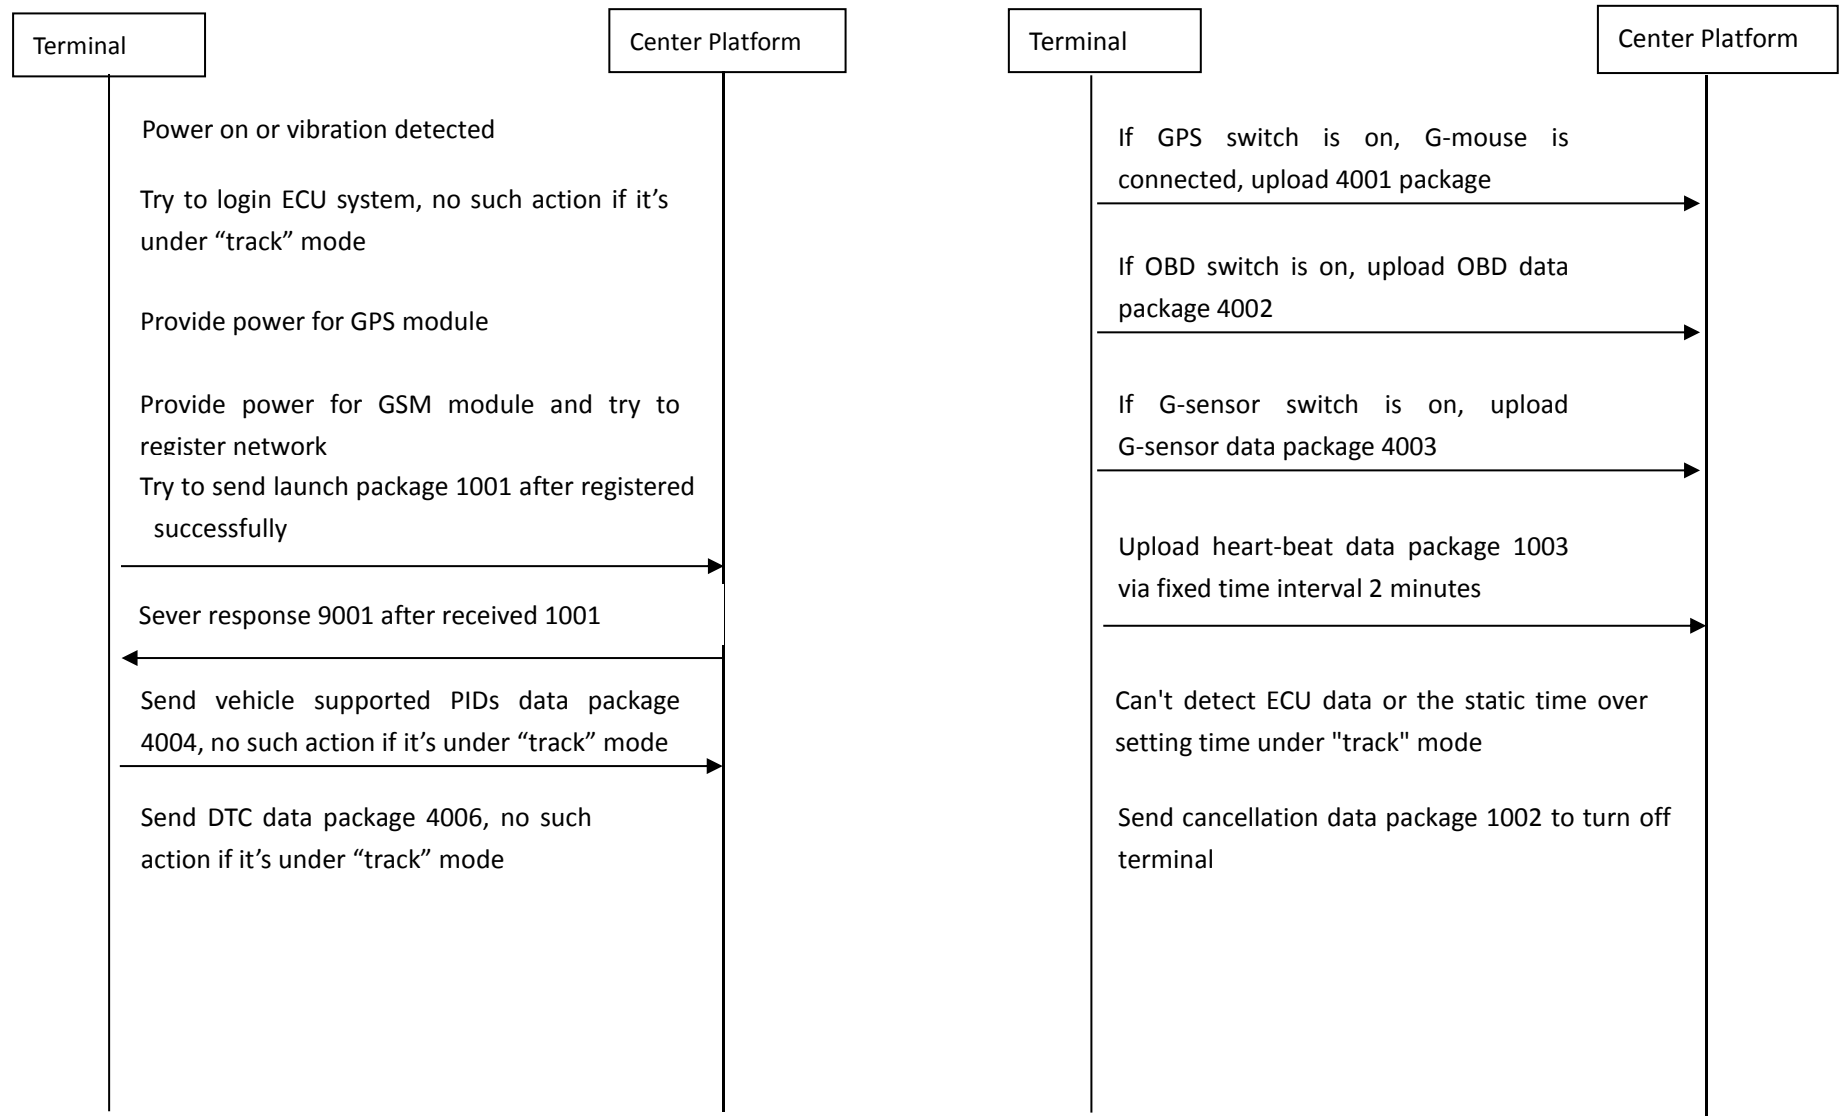 Terminal
Center Platform
Power on or vibration detected
Try to login ECU system, no such action if it’s
under “track” mode
Provide power for GPS module
Provide power for GSM module and try to
register network
Try to send launch package 1001 after registered
successfully
Sever response 9001 after received 1001
Send vehicle supported PIDs data package
4004, no such action if it’s under “track” mode
Send DTC data package 4006, no such
action if it’s under “track” mode
Terminal
Center Platform
If GPS switch is on, G-mouse is
connected, upload 4001 package
If OBD switch is on, upload OBD data
package 4002
If G-sensor switch is on, upload
G-sensor data package 4003
Upload heart-beat data package 1003
via fixed time interval 2 minutes
Can't detect ECU data or the static time over
setting time under "track" mode
Send cancellation data package 1002 to turn off
terminal